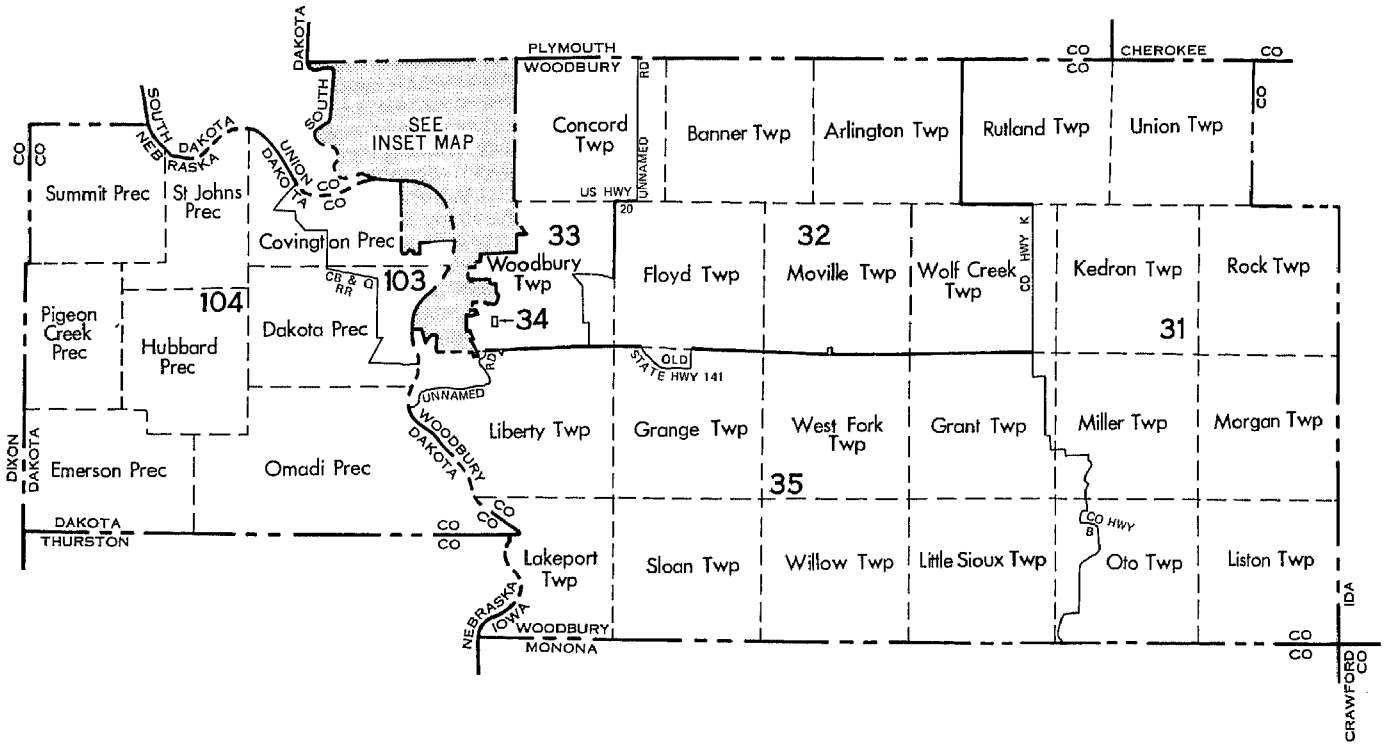 DAKOTA
SOUTH
PLYMOUTH
WOODBURY
CO
CO
CHEROKEE
CO
CO
SOUTH
DAKOTA
NEB
RASKA
UNION
DAKOTA
CO
CO
SEE
INSET MAP
Concord
Twp
UNNAMED
RD
US HWY
20
Banner Twp
Arlington Twp
Rutland Twp
Union Twp
CO
CO
Summit Prec
St Johns
Prec
Covington Prec
CB & Q
RR
103
104
33
Woodbury
Twp
34
Floyd Twp
32
Moville Twp
Wolf Creek
Twp
CO HWY K
Kedron Twp
31
Rock Twp
Pigeon
Creek
Prec
Hubbard
Prec
Dakota Prec
RD
UNNAMED
OLD
STATE HWY 141
DIXON
DAKOTA
Emerson Prec
Omadi Prec
WOODBURY
DAKOTA
CO
CO
Liberty Twp
Grange Twp
West Fork
Twp
Grant Twp
Miller Twp
Morgan Twp
35
DAKOTA
THURSTON
CO
CO
Lakeport
Twp
Sloan Twp
Willow Twp
Little Sioux Twp
CO HWY
B
Oto Twp
Liston Twp
NEBRASKA
IOWA
WOODBURY
MONONA
CO
CO
IDA
CRAWFORD
CO